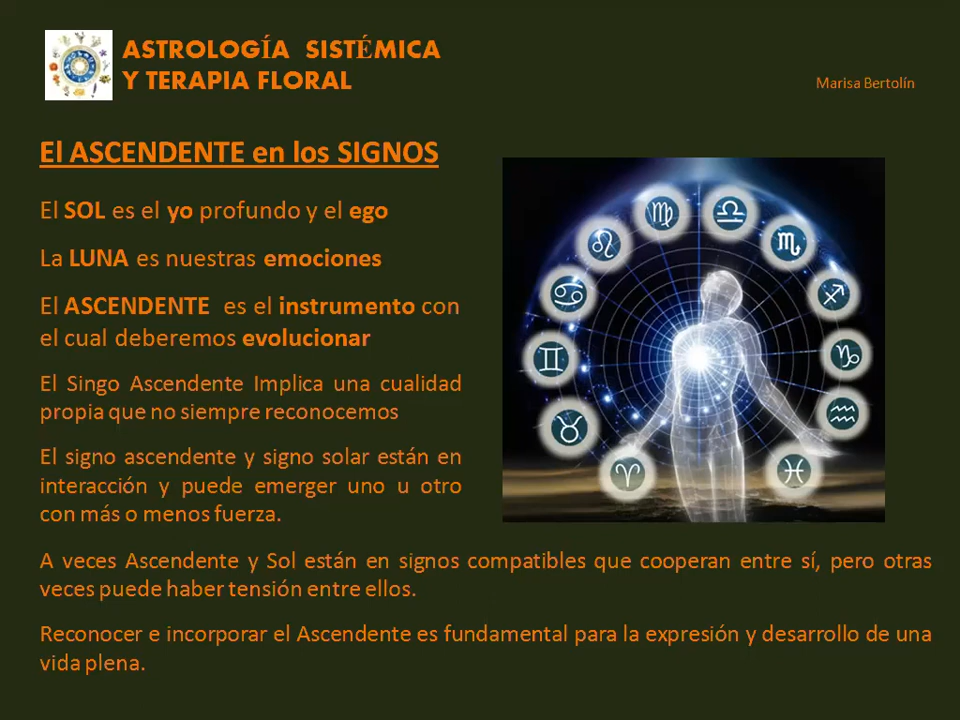 ASTROLOGÍA SISTÉMICA
Y TERAPIA FLORAL
Marisa Bertolín
El ASCENDENTE en los SIGNOS
El SOL es el yo profundo y el ego
La LUNA es nuestras emociones
El ASCENDENTE es el instrumento con
el cual deberemos evolucionar
El Singo Ascendente Implica una cualidad
propia que no siempre reconocemos
El signo ascendente y signo solar están en
interacción y puede emerger uno u otro
con más o menos fuerza.
A veces Ascendente y Sol están en signos compatibles que cooperan entre sí, pero otras
veces puede haber tensión entre ellos.
Reconocer e incorporar el Ascendente es fundamental para la expresión y desarrollo de una
vida plena.